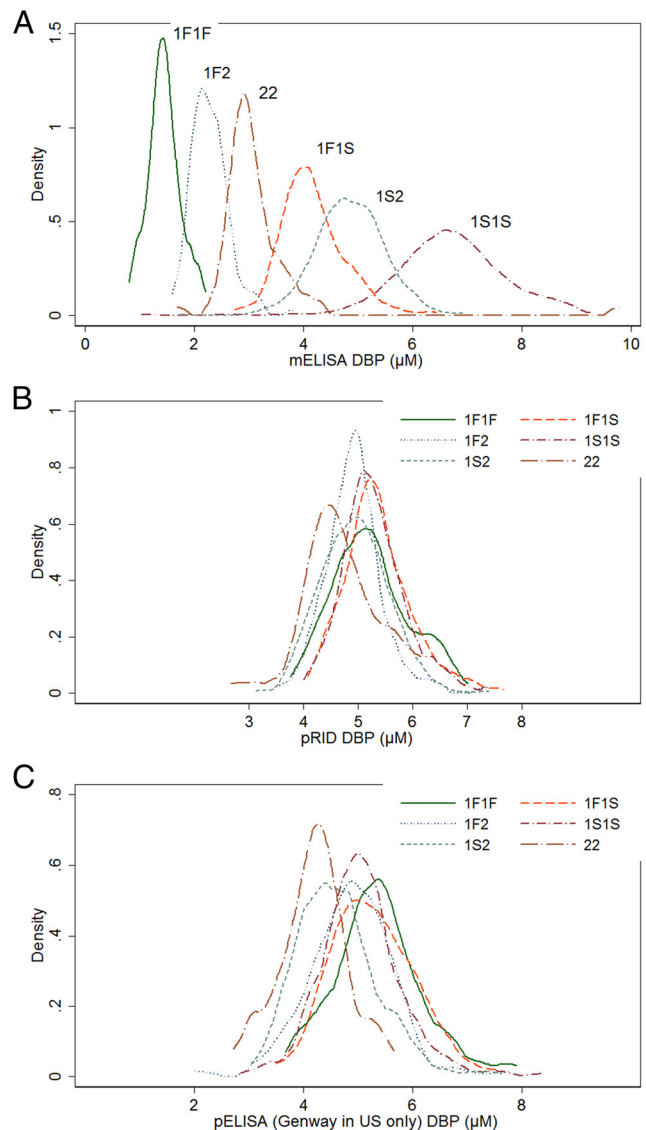 A
1F1F
1F2
22
1F1S
1S2
1S1S
Density
0 .5 1 1.5
0 2 4 6 8 10
mELISA DBP (µM)
B
1F1F 1F1S
1F2 1S1S
1S2 22
Density
0 .2 .4 .6 .8 1
3 4 5 6 7 8
pRID DBP (µM)
C
1F1F 1F1S
1F2 1S1S
1S2 22
Density
0 .2 .4 .6 .8
2 4 6 8
pELISA (Genway in US only) DBP (µM)